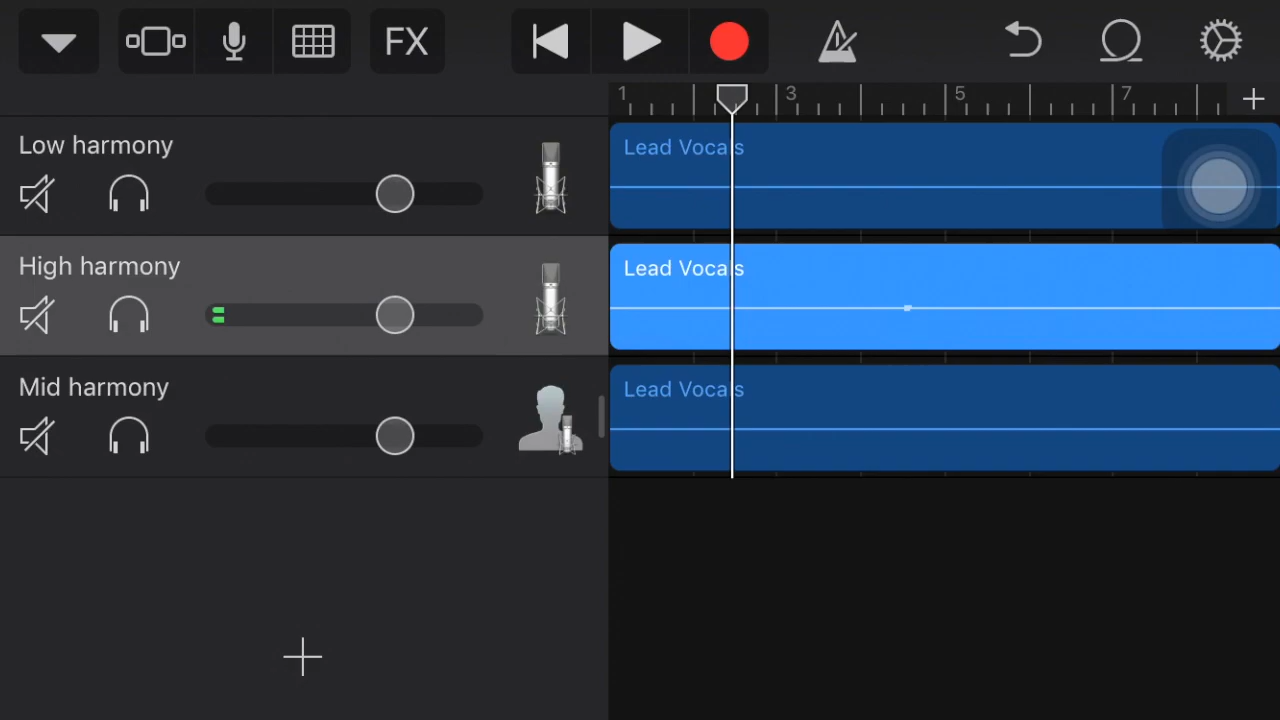 FX
1 3 5 7
Low harmony
Lead Vocals
High harmony
Lead Vocals
Mid harmony
Lead Vocals